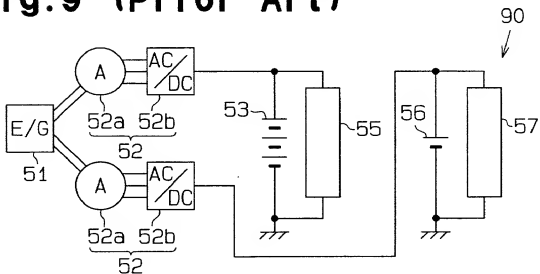 Fig.9 (Prior Art)
90
A
AC
DC
52a
52b
52
E/G
51
53
55
56
57
A
AC
DC
52a
52b
52